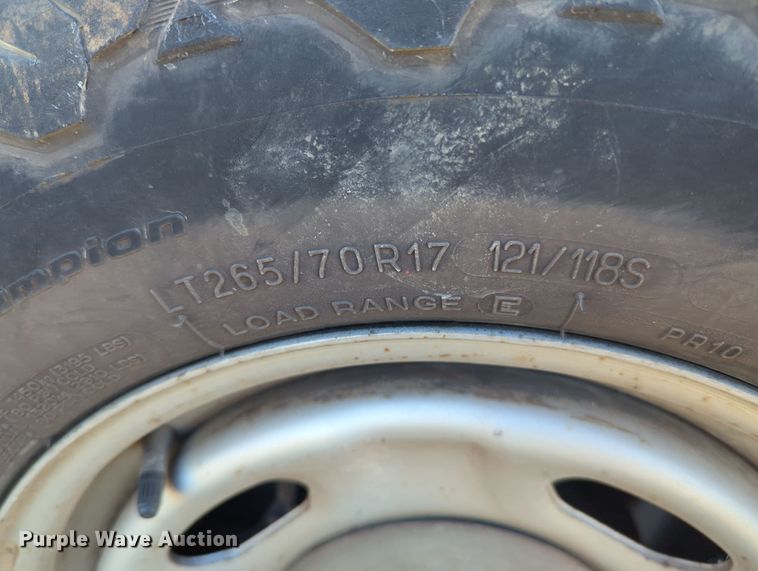 mpion
LT265/70R17 121/118S
LOAD RANGE E
PR10
Purple Wave Auction